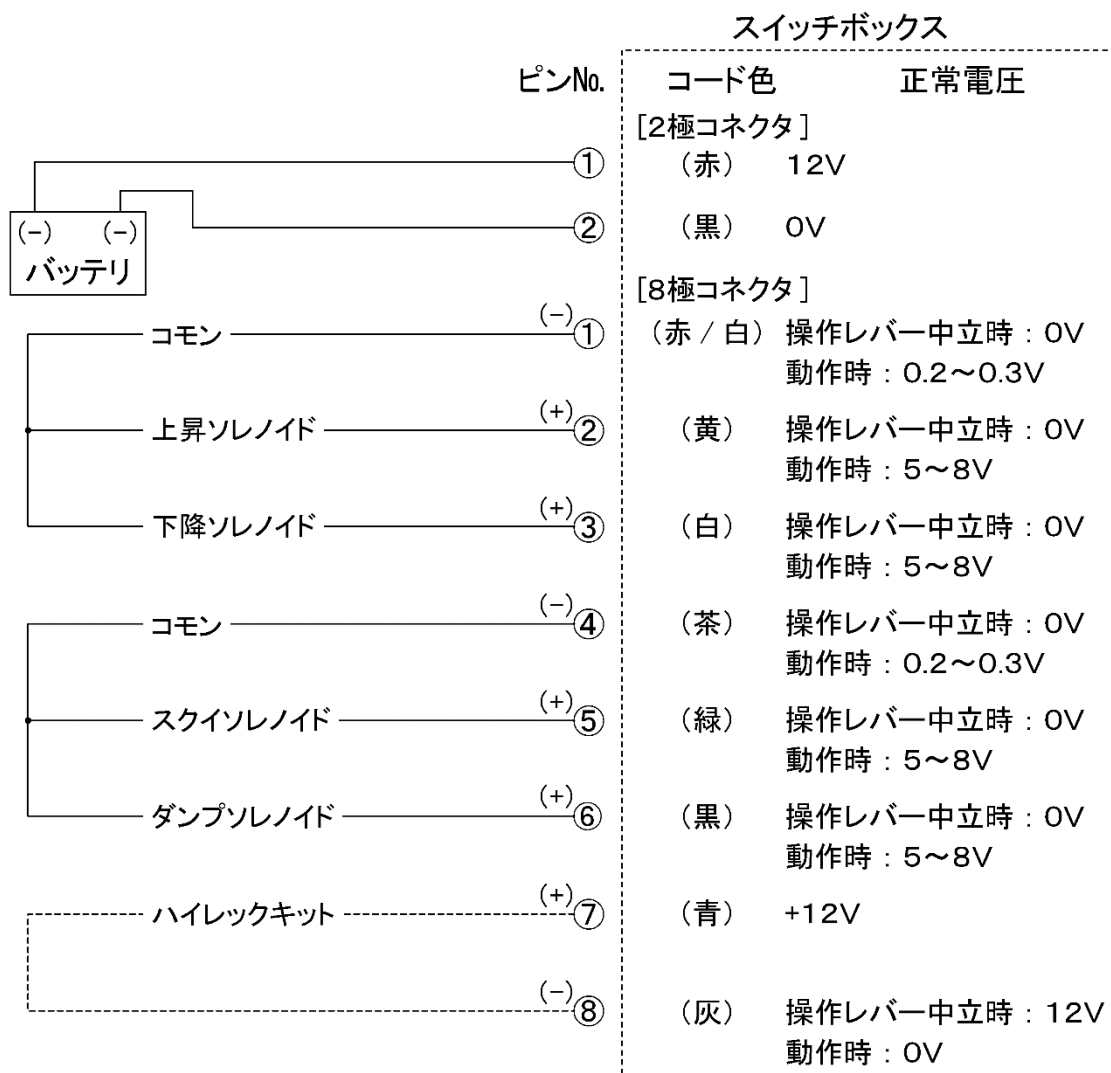 スイッチボックス
ピンNo. コード色 正常電圧
[2極コネクタ]
① (赤) 12V
② (黒) 0V
(-) (-)
バッテリ
[8極コネクタ]
コモン (-)① (赤/白) 操作レバー中立時:0V
動作時:0.2~0.3V
上昇ソレノイド (+)② (黄) 操作レバー中立時:0V
動作時:5~8V
下降ソレノイド (+)③ (白) 操作レバー中立時:0V
動作時:5~8V
コモン (-)④ (茶) 操作レバー中立時:0V
動作時:0.2~0.3V
スクイソレノイド (+)⑤ (緑) 操作レバー中立時:0V
動作時:5~8V
ダンプソレノイド (+)⑥ (黒) 操作レバー中立時:0V
動作時:5~8V
ハイレックキット (+)⑦ (青) +12V
(-)⑧ (灰) 操作レバー中立時:12V
動作時:0V